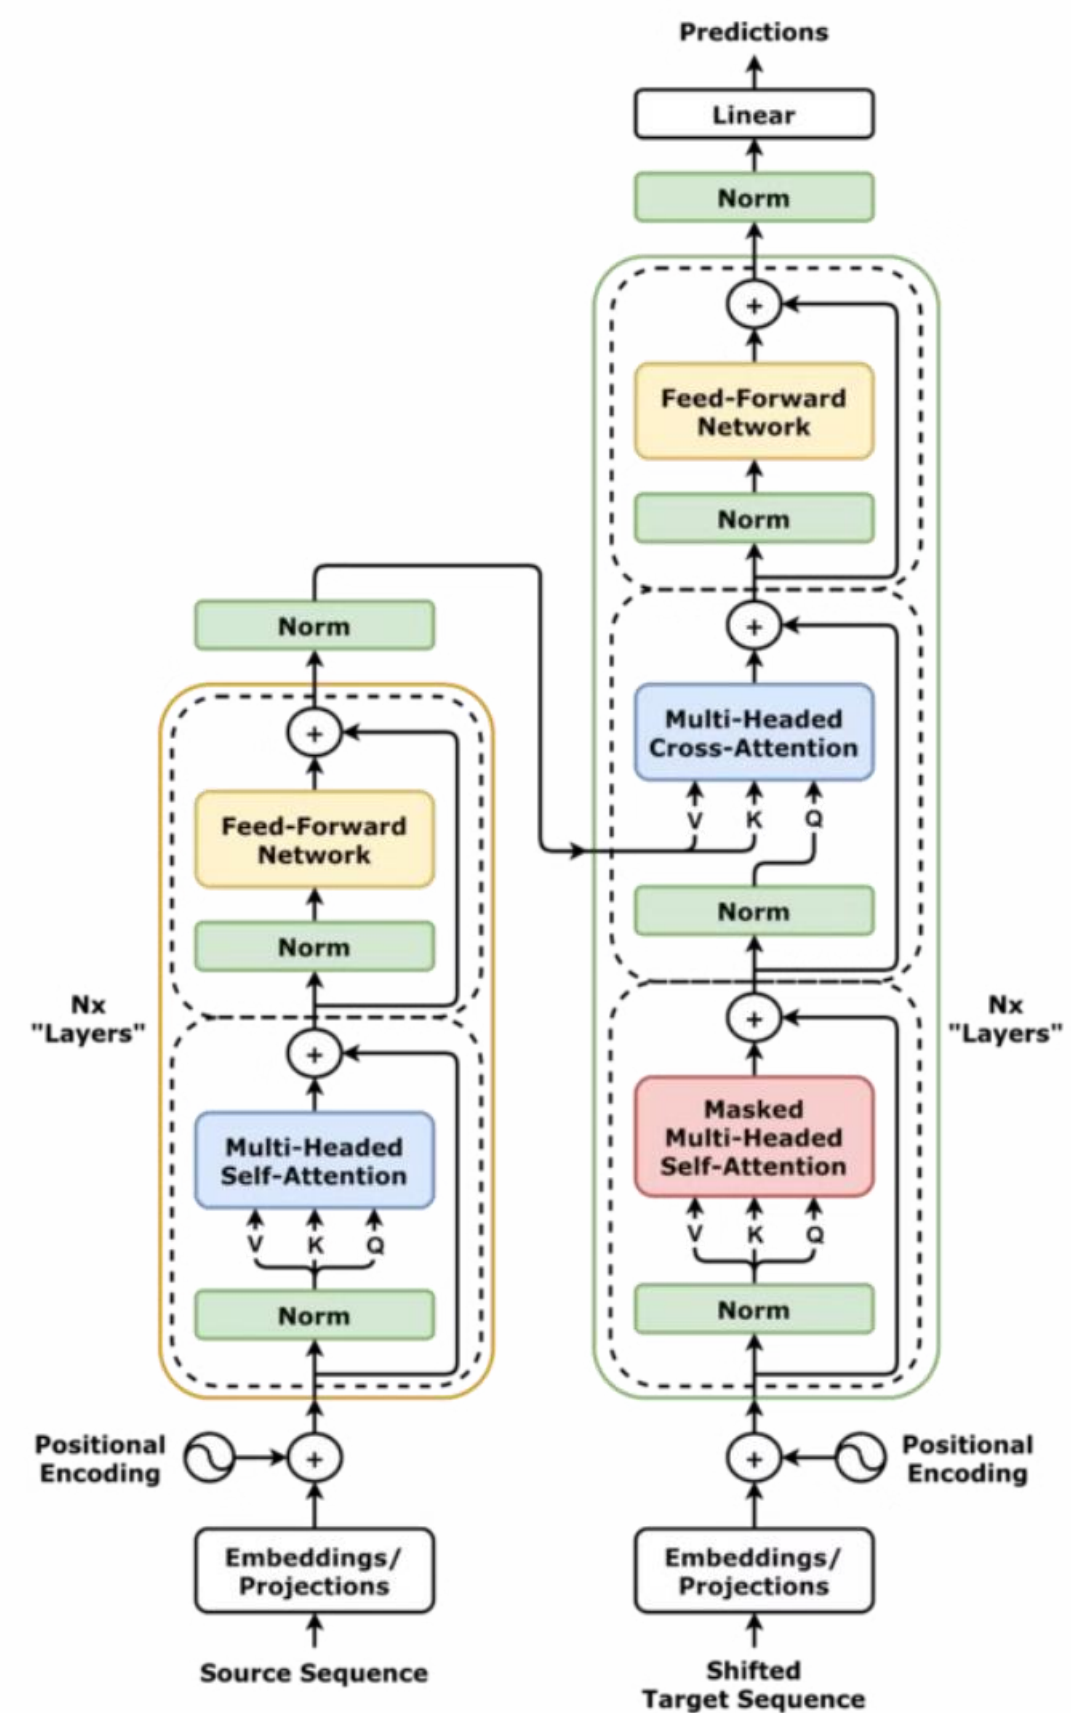 Predictions
Linear
Norm
Feed-Forward
Network
Norm
Multi-Headed
Cross-Attention
V K Q
Norm
Masked
Multi-Headed
Self-Attention
V K Q
Norm
Nx
"Layers"
Positional
Encoding
Embeddings/
Projections
Shifted
Target Sequence
Norm
Feed-Forward
Network
Norm
Nx
"Layers"
Multi-Headed
Self-Attention
V K Q
Norm
Positional
Encoding
Embeddings/
Projections
Source Sequence
+
+
+
+
+
+
+